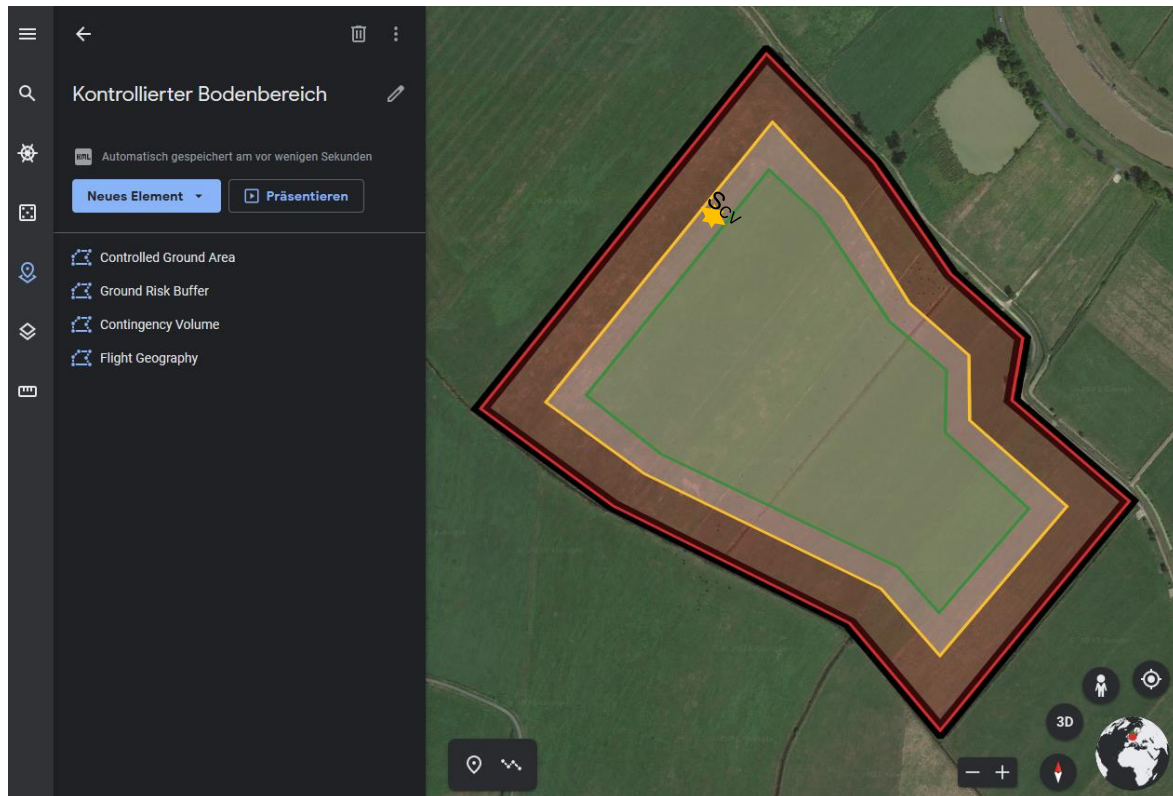 Kontrollierter Bodenbereich
KML
Automatisch gespeichert am vor wenigen Sekunden
Neues Element
Präsentieren
Controlled Ground Area
Ground Risk Buffer
Contingency Volume
Flight Geography
SCV
3D